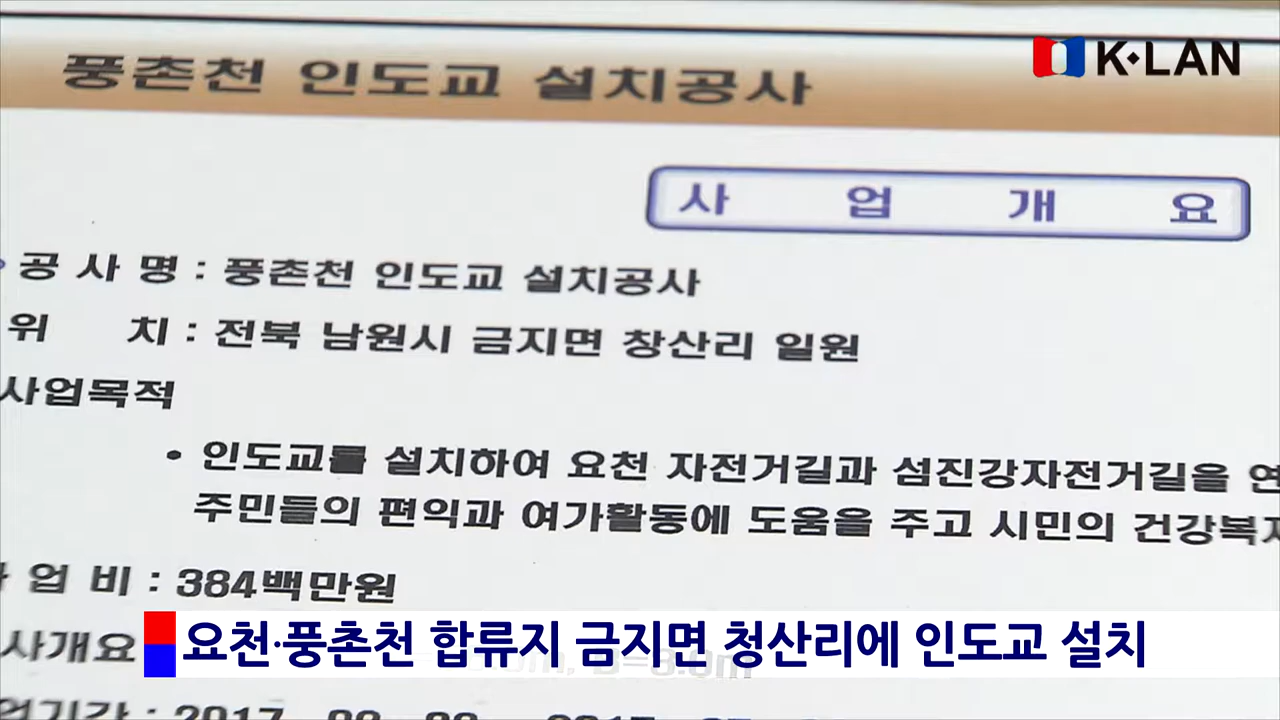 K·LAN
풍촌천 인도교 설치공사
사 업 개 요
공 사 명 : 풍촌천 인도교 설치공사
위 치 : 전북 남원시 금지면 창산리 일원
사업목적
• 인도교를 설치하여 요천 자전거길과 섬진강자전거길을 연
주민들의 편익과 여가활동에 도움을 주고 시민의 건강복지
업 비 : 384백만원
사개요
요천·풍촌천 합류지 금지면 청산리에 인도교 설치
업기간 : 2017.